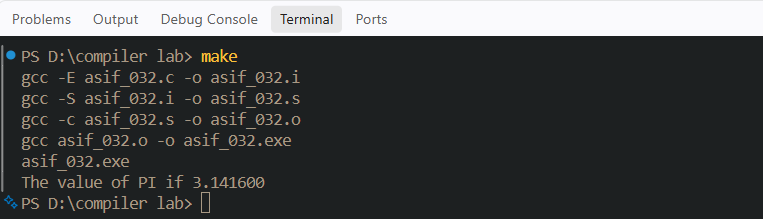 Problems Output Debug Console Terminal Ports
PS D:\compiler lab> make
gcc -E asif_032.c -o asif_032.i
gcc -S asif_032.i -o asif_032.s
gcc -c asif_032.s -o asif_032.o
gcc asif_032.o -o asif_032.exe
asif_032.exe
The value of PI if 3.141600
PS D:\compiler lab>